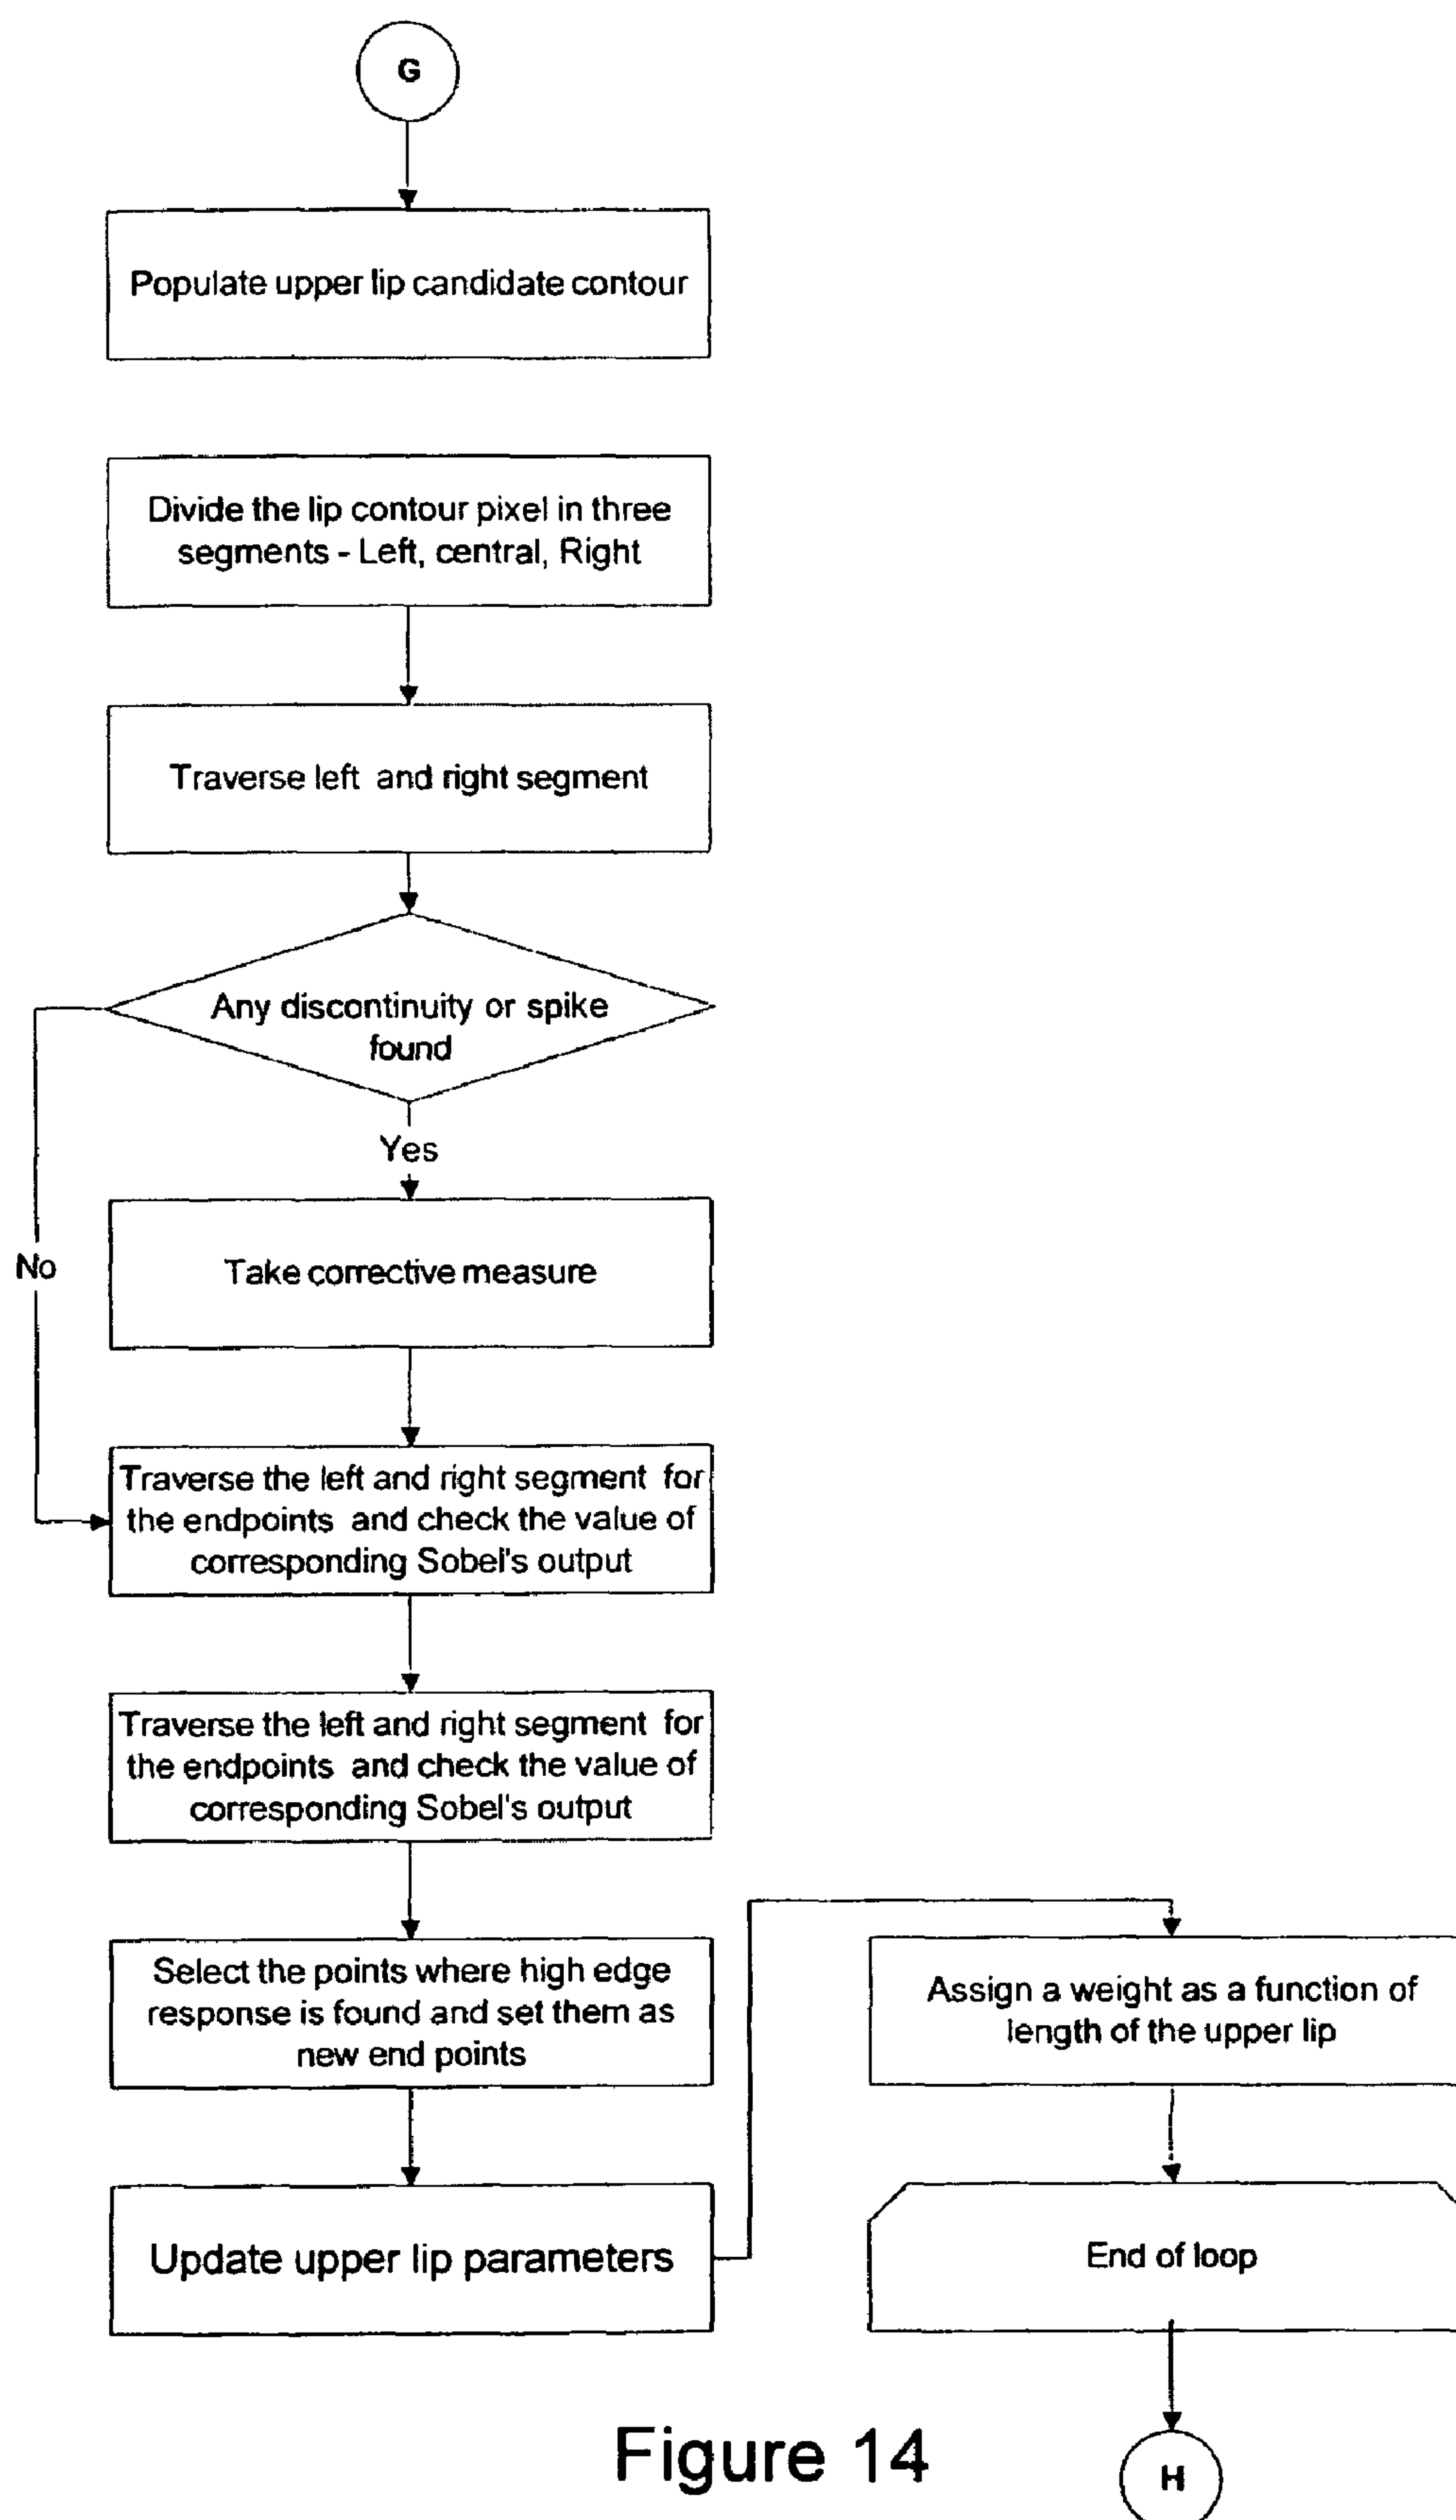 G
Populate upper lip candidate contour
Divide the lip contour pixel in three
segments - Left, central, Right
Traverse left and right segment
Any discontinuity or spike
found
Yes
No
Take corrective measure
Traverse the left and right segment for
the endpoints and check the value of
corresponding Sobel's output
Traverse the left and right segment for
the endpoints and check the value of
corresponding Sobel's output
Select the points where high edge
response is found and set them as
new end points
Update upper lip parameters
Assign a weight as a function of
length of the upper lip
End of loop
H
Figure 14